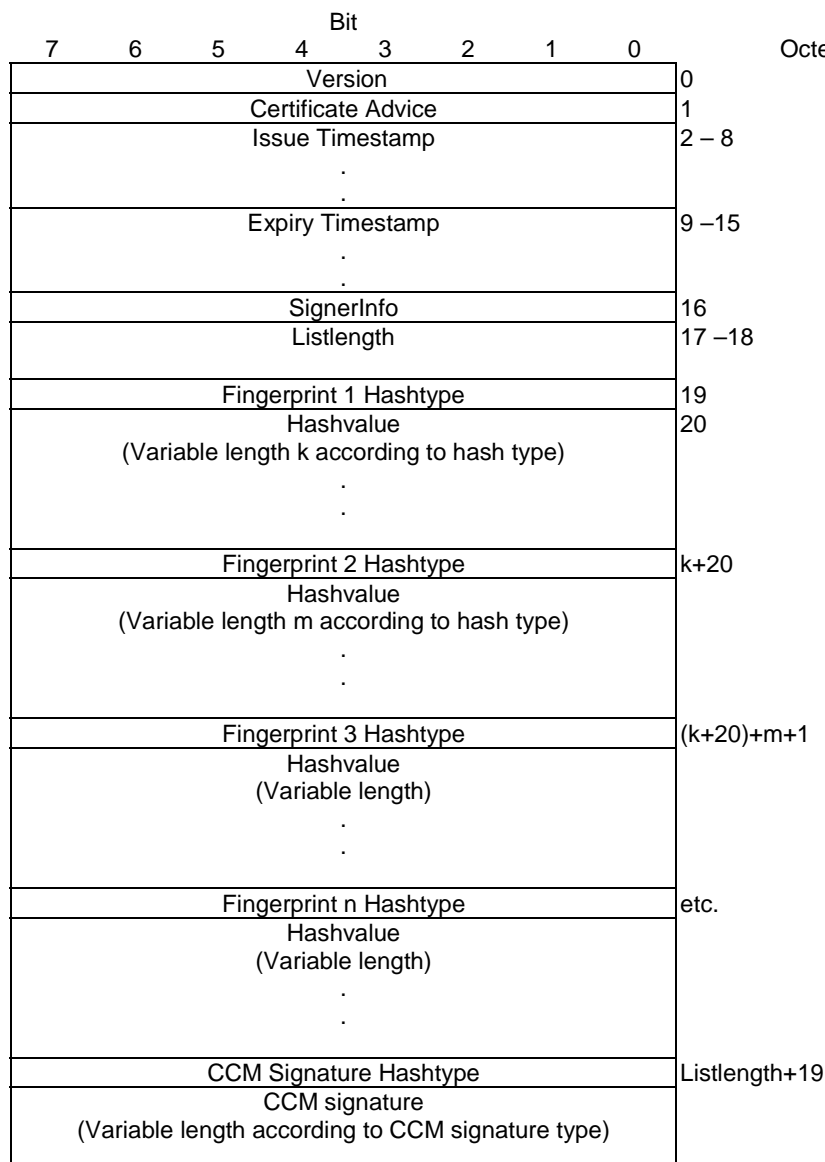 Bit
7 6 5 4 3 2 1 0 Octe
Version 0
Certificate Advice 1
Issue Timestamp 2 – 8
.
.
Expiry Timestamp 9 –15
.
.
SignerInfo 16
Listlength 17 –18
Fingerprint 1 Hashtype 19
Hashvalue 20
(Variable length k according to hash type)
.
.
Fingerprint 2 Hashtype k+20
Hashvalue
(Variable length m according to hash type)
.
.
Fingerprint 3 Hashtype (k+20)+m+1
Hashvalue
(Variable length)
.
.
Fingerprint n Hashtype etc.
Hashvalue
(Variable length)
.
.
CCM Signature Hashtype Listlength+19
CCM signature
(Variable length according to CCM signature type)